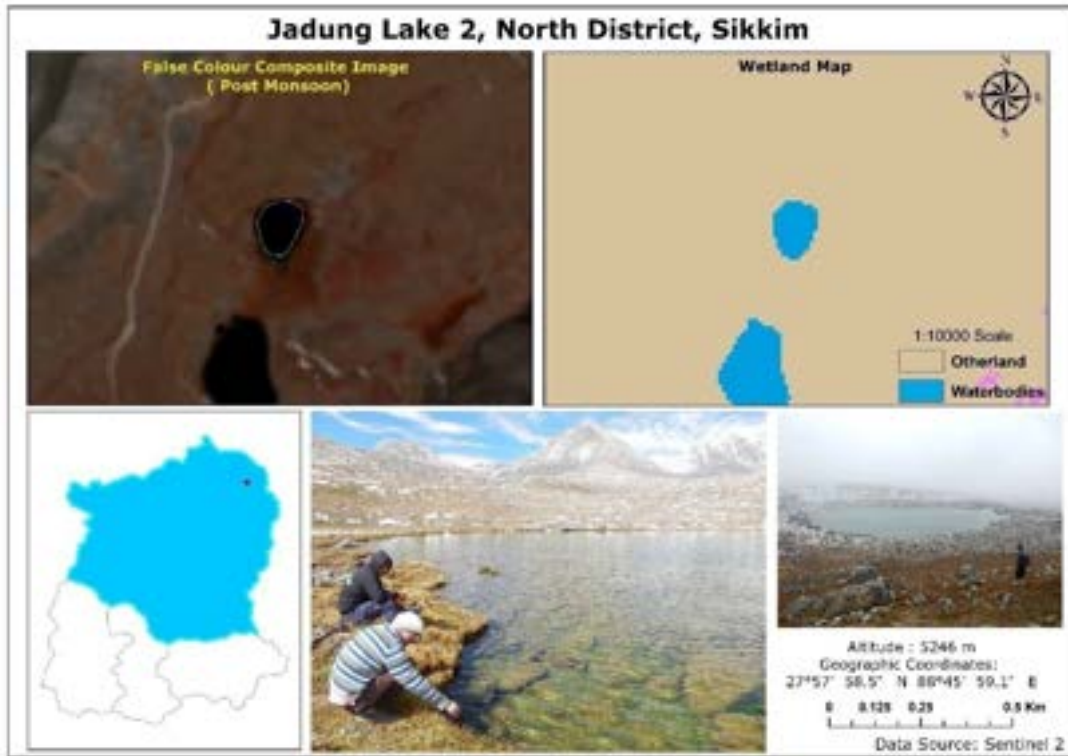 Jadung Lake 2, North District, Sikkim
False Colour Composite Image
( Post Monsoon)
Wetland Map
N
W
E
S
1:10000 Scale
Otherland
Waterbodies
Altitude : 5246 m
Geographic Coordinates:
27°57' 58.5" N 88°45' 59.1" E
0 0.125 0.25 0.5 Km
Data Source: Sentinel 2